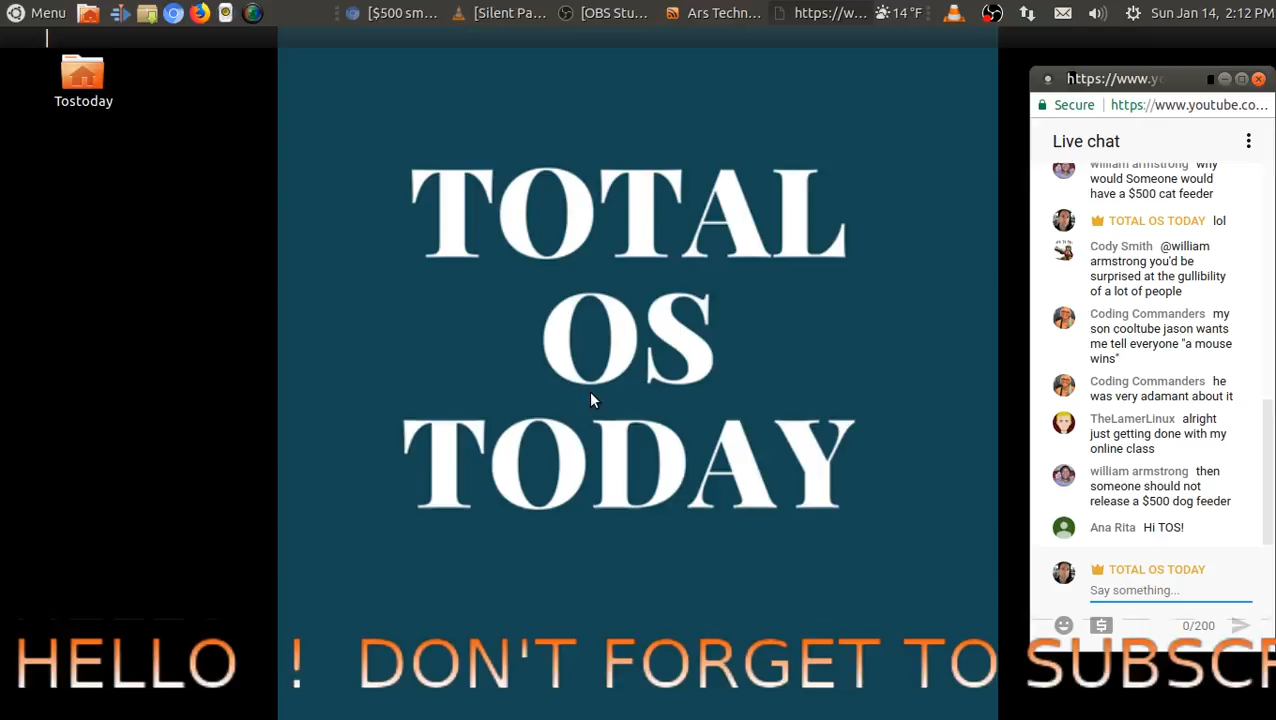 Menu [$500 sm... [Silent Pa... [OBS Stu... Ars Techn... https://w... 14 °F Sun Jan 14, 2:12 PM
Tostoday
TOTAL
OS
TODAY
https://www.yo
Secure https://www.youtube.co...
Live chat
william armstrong why
would Someone would
have a $500 cat feeder
TOTAL OS TODAY lol
Cody Smith @william
armstrong you'd be
surprised at the gullibility
of a lot of people
Coding Commanders my
son cooltube jason wants
me tell everyone "a mouse
wins"
Coding Commanders he
was very adamant about it
TheLamerLinux alright
just getting done with my
online class
william armstrong then
someone should not
release a $500 dog feeder
Ana Rita Hi TOS!
TOTAL OS TODAY
Say something...
0/200
HELLO ! DON'T FORGET TO SUBSCR